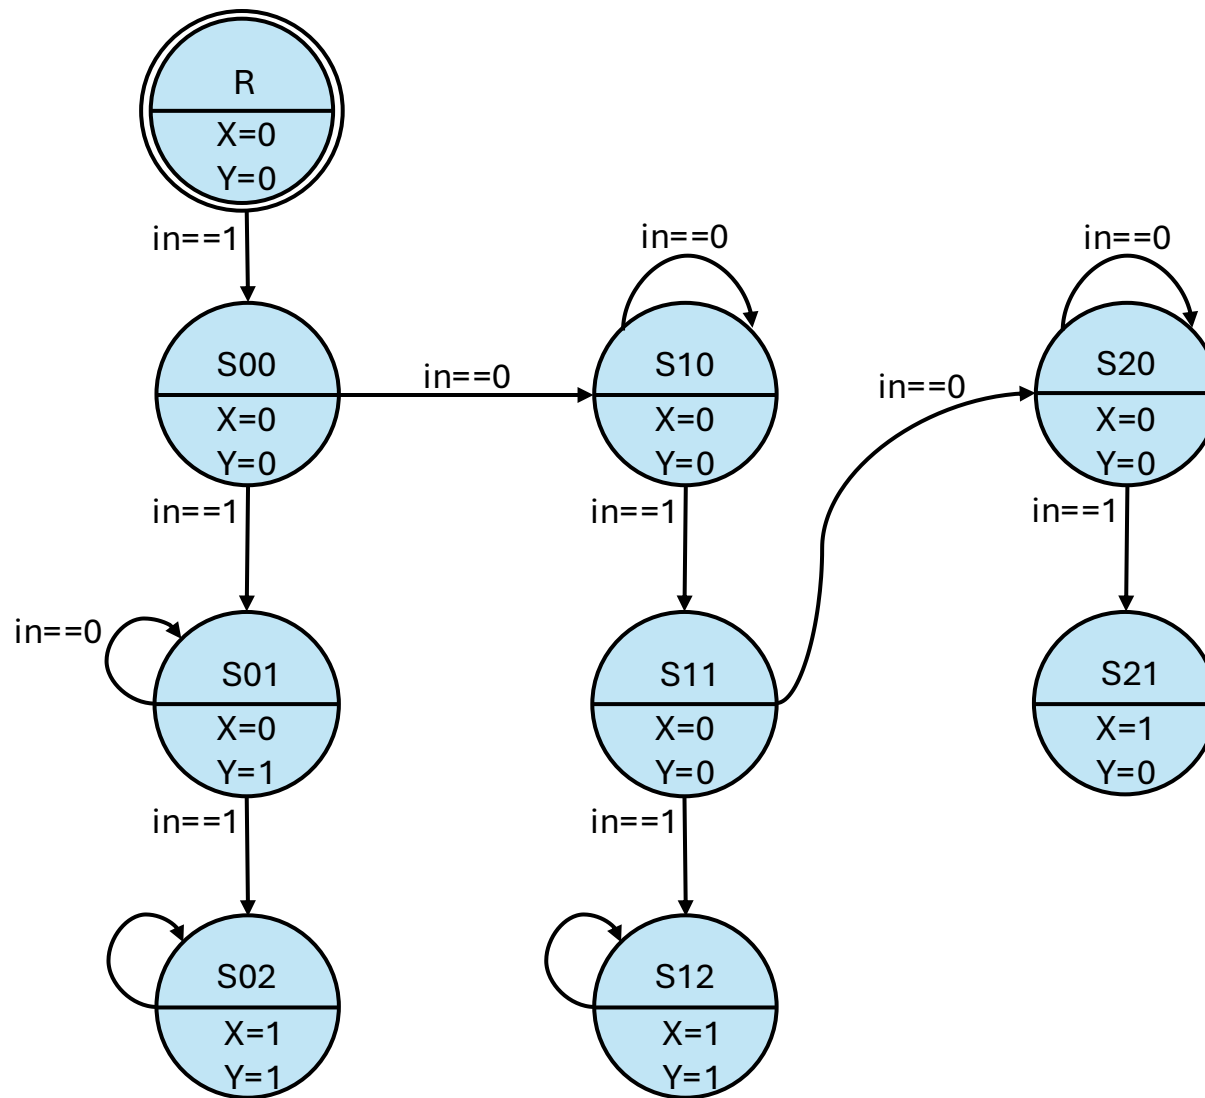 R
X=0
Y=0
in==1
in==0
in==0
S00
X=0
Y=0
in==0
S10
X=0
Y=0
in==0
S20
X=0
Y=0
in==1
in==1
in==1
in==0
S01
X=0
Y=1
S11
X=0
Y=0
S21
X=1
Y=0
in==1
in==1
S02
X=1
Y=1
S12
X=1
Y=1